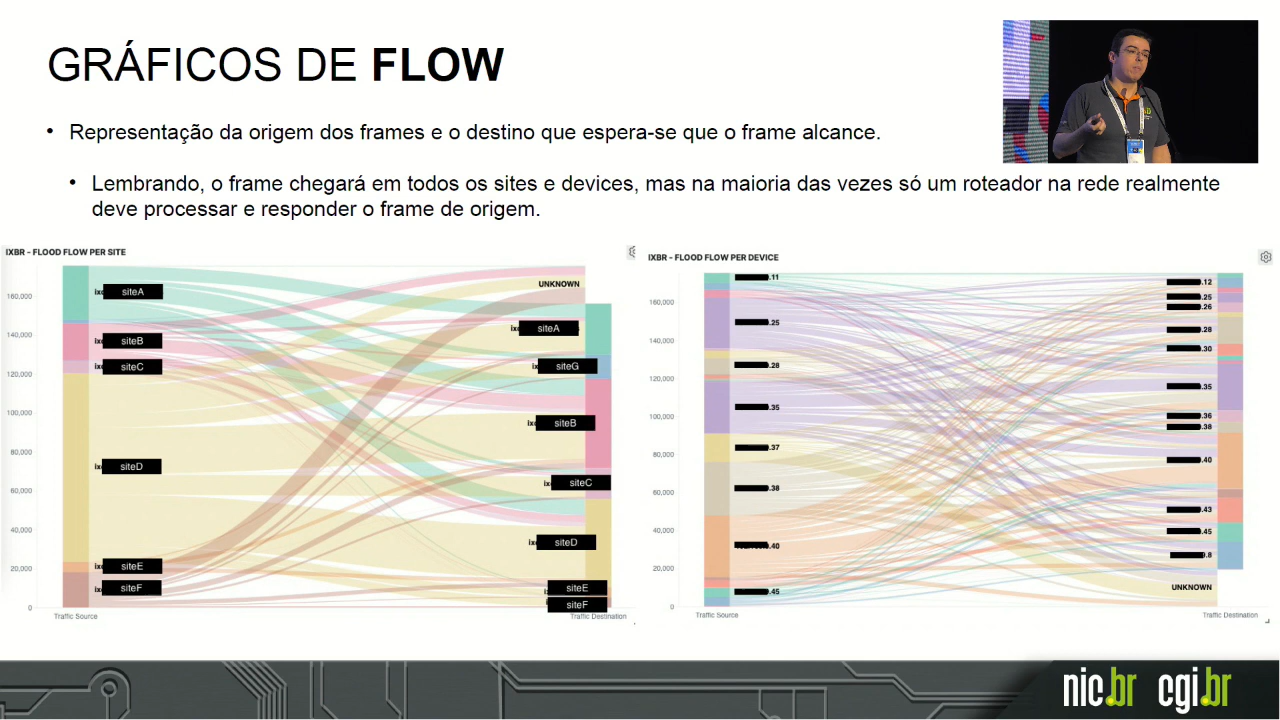 GRÁFICOS DE FLOW
• Representação da origem dos frames e o destino que espera-se que o frame alcance.
• Lembrando, o frame chegará em todos os sites e devices, mas na maioria das vezes só um roteador na rede realmente
deve processar e responder o frame de origem.
IXBR - FLOOD FLOW PER SITE
160,000
140,000
120,000
100,000
80,000
60,000
40,000
20,000
0
siteA
siteB
siteC
siteD
siteE
siteF
UNKNOWN
siteA
siteG
siteB
siteC
siteD
siteE
siteF
Traffic Source
Traffic Destination
IXBR - FLOOD FLOW PER DEVICE
160,000
140,000
120,000
100,000
80,000
60,000
40,000
20,000
0
.11
.25
.28
.35
.37
.38
.40
.45
.12
.25
.26
.28
.30
.35
.36
.38
.40
.43
.45
.8
UNKNOWN
Traffic Source
Traffic Destination
nic.br cgi.br